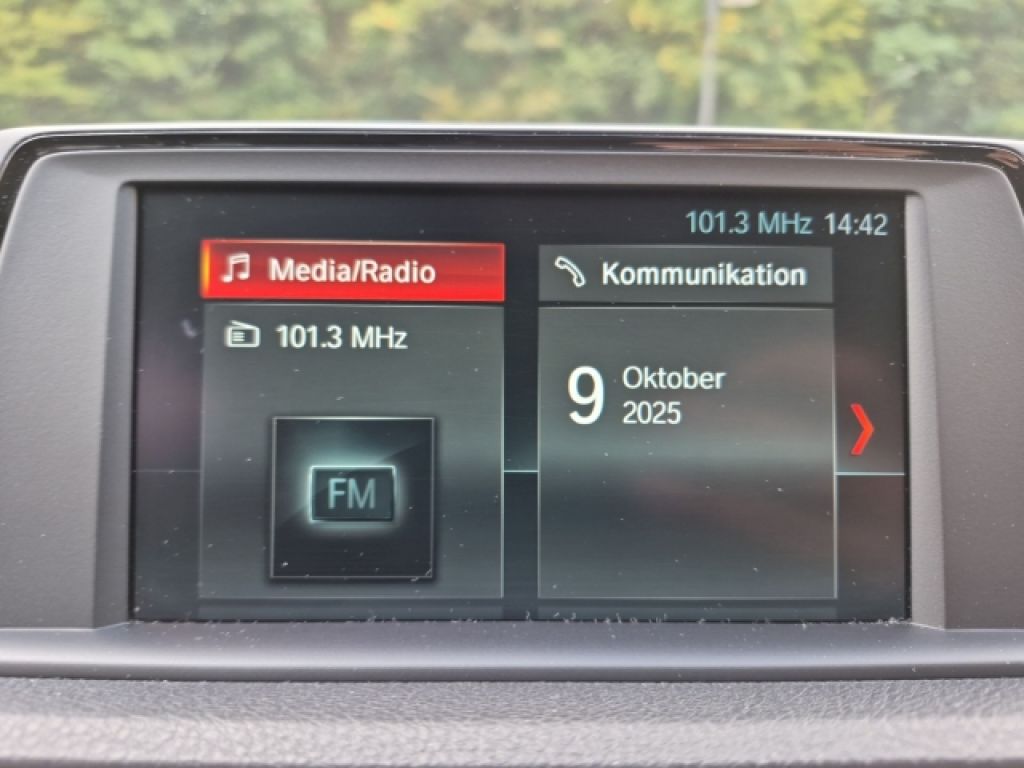 101.3 MHz 14:42
Media/Radio
Kommunikation
101.3 MHz
9 Oktober
2025
FM